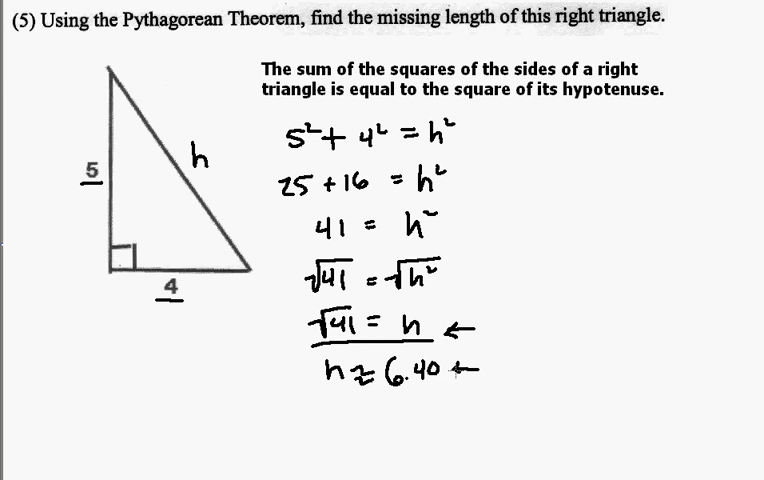 (5) Using the Pythagorean Theorem, find the missing length of this right triangle.
The sum of the squares of the sides of a right
triangle is equal to the square of its hypotenuse.
5² + 4² = h²
h
5
25 + 16 = h²
41 = h²
√41 = √h²
4
√41 = h ←
h ≈ 6.40 ←